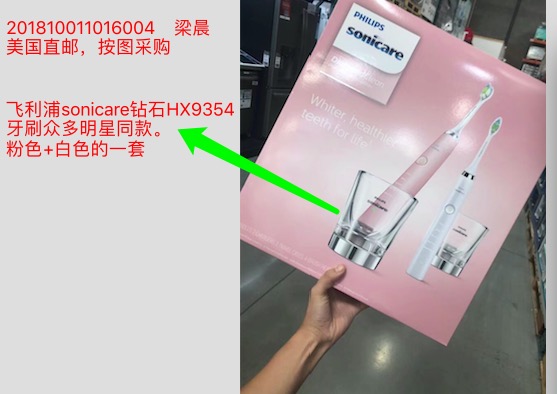 201810011016004 梁晨
美国直邮，按图采购
飞利浦sonicare钻石HX9354
牙刷众多明星同款。
粉色+白色的一套
PHILIPS
sonicare
Whiter, healthier
teeth for life